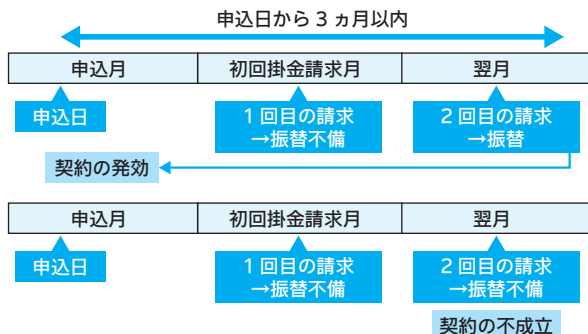 申込日から３ヵ月以内
申込月 初回掛金請求月 翌月
申込日
１回目の請求
→振替不備
２回目の請求
→振替
契約の発効
申込月 初回掛金請求月 翌月
申込日
１回目の請求
→振替不備
２回目の請求
→振替不備
契約の不成立